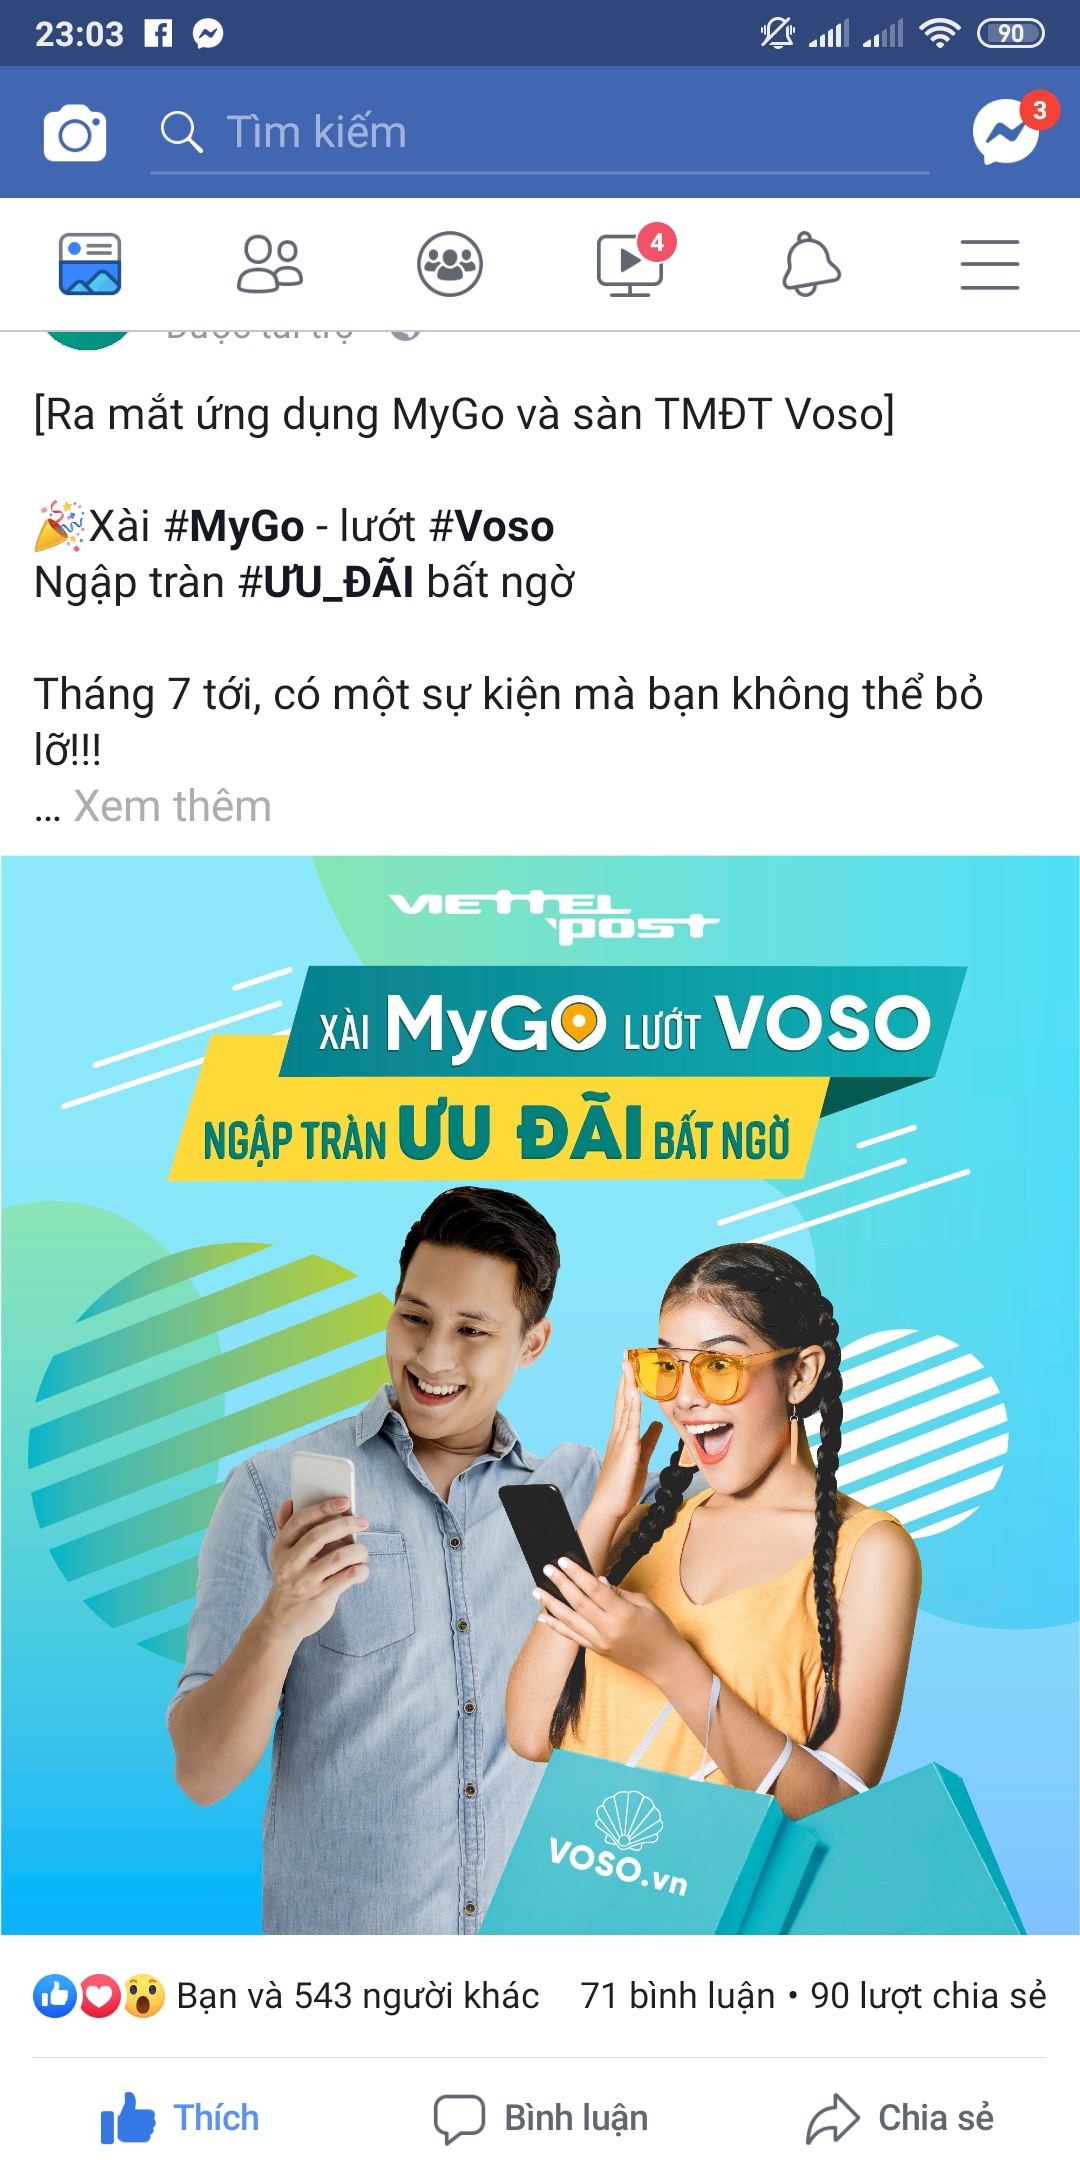 23:03
90
Tìm kiếm
3
4
[Ra mắt ứng dụng MyGo và sàn TMĐT Voso]
Xài #MyGo - lướt #Voso
Ngập tràn #ƯU_ĐÃI bất ngờ
Tháng 7 tới, có một sự kiện mà bạn không thể bỏ
lỡ!!!
... Xem thêm
VIETTEL
post
XÀI MyGO LƯỚT VOSO
NGẬP TRÀN ƯU ĐÃI BẤT NGỜ
VOSO.vn
Bạn và 543 người khác 71 bình luận • 90 lượt chia sẻ
Thích Bình luận Chia sẻ